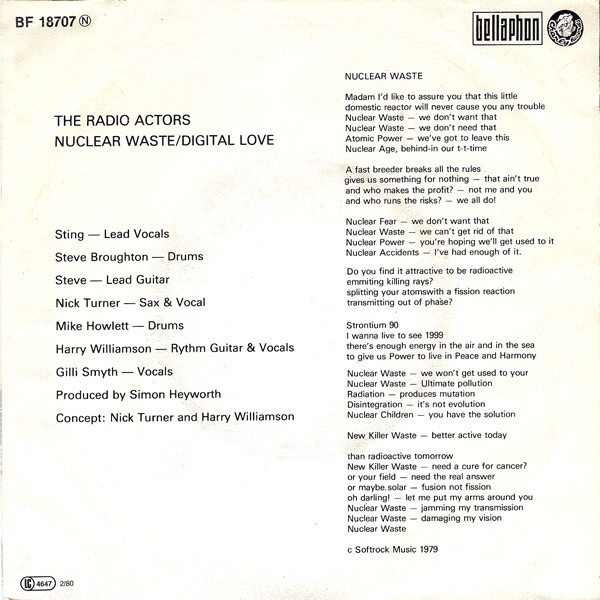 BF 18707 N
bellaphon
THE RADIO ACTORS
NUCLEAR WASTE/DIGITAL LOVE
Sting — Lead Vocals
Steve Broughton — Drums
Steve — Lead Guitar
Nick Turner — Sax & Vocal
Mike Howlett — Drums
Harry Williamson — Rythm Guitar & Vocals
Gilli Smyth — Vocals
Produced by Simon Heyworth
Concept: Nick Turner and Harry Williamson
NUCLEAR WASTE
Madam I'd like to assure you that this little
domestic reactor will never cause you any trouble
Nuclear Waste — we don't want that
Nuclear Waste — we don't need that
Atomic Power — we've got to leave this
Nuclear Age, behind-in our t-t-time
A fast breeder breaks all the rules
gives us something for nothing — that ain't true
and who makes the profit? — not me and you
and who runs the risks? — we all do!
Nuclear Fear — we don't want that
Nuclear Waste — we can't get rid of that
Nuclear Power — you're hoping we'll get used to it
Nuclear Accidents — I've had enough of it.
Do you find it attractive to be radioactive
emmiting killing rays?
splitting your atomswith a fission reaction
transmitting out of phase?
Strontium 90
I wanna live to see 1999
there's enough energy in the air and in the sea
to give us Power to live in Peace and Harmony
Nuclear Waste — we won't get used to your
Nuclear Waste — Ultimate pollution
Radiation — produces mutation
Disintegration — it's not evolution
Nuclear Children — you have the solution
New Killer Waste — better active today
than radioactive tomorrow
New Killer Waste — need a cure for cancer?
or your field — need the real answer
or maybe.solar — fusion not fission
oh darling! — let me put my arms around you
Nuclear Waste — jamming my transmission
Nuclear Waste — damaging my vision
Nuclear Waste
c Softrock Music 1979
LC 4647 2/80